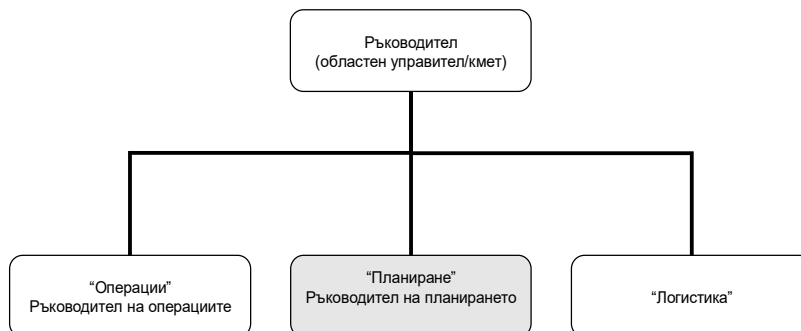 Ръководител
(областен управител/кмет)
“Операции”
Ръководител на операциите
“Планиране”
Ръководител на планирането
“Логистика”